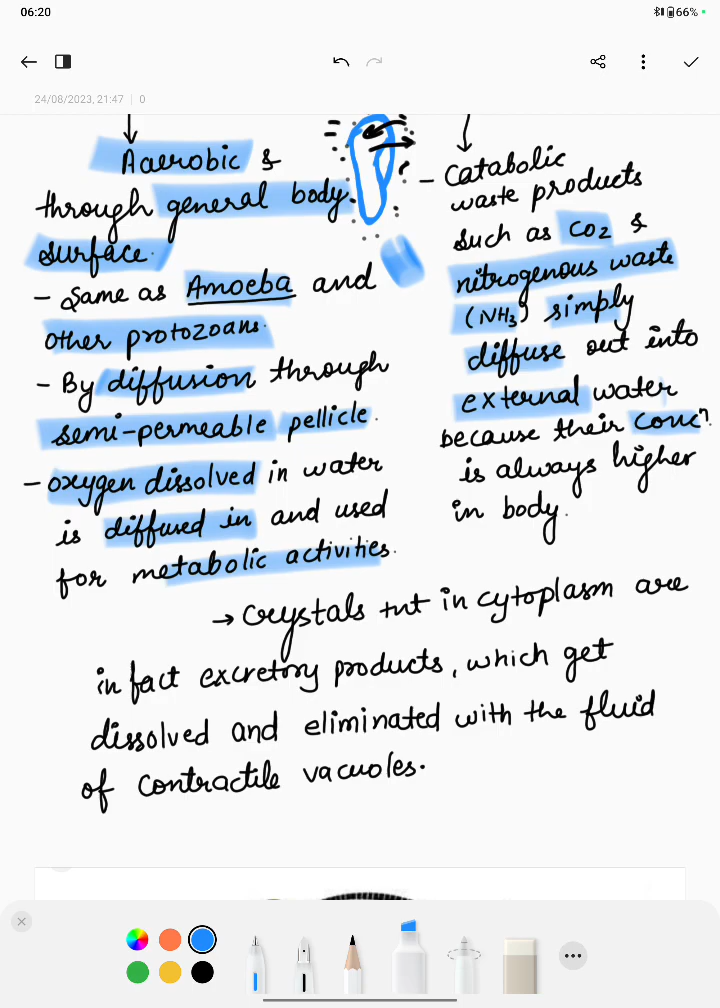 06:20
66%
24/08/2023, 21:47 | 0
Aaerobic &
through general body
surface.
- Same as Amoeba and
other protozoans.
- By diffusion through
semi-permeable pellicle.
- oxygen dissolved in water
is diffused in and used
for metabolic activities.
- Catabolic
waste products
such as CO2 &
nitrogenous waste
(NH3) simply
diffuse out into
external water
because their concⁿ.
is always higher
in body.
→ Crystals in cytoplasm are
in fact excretory products, which get
dissolved and eliminated with the fluid
of contractile vacuoles.